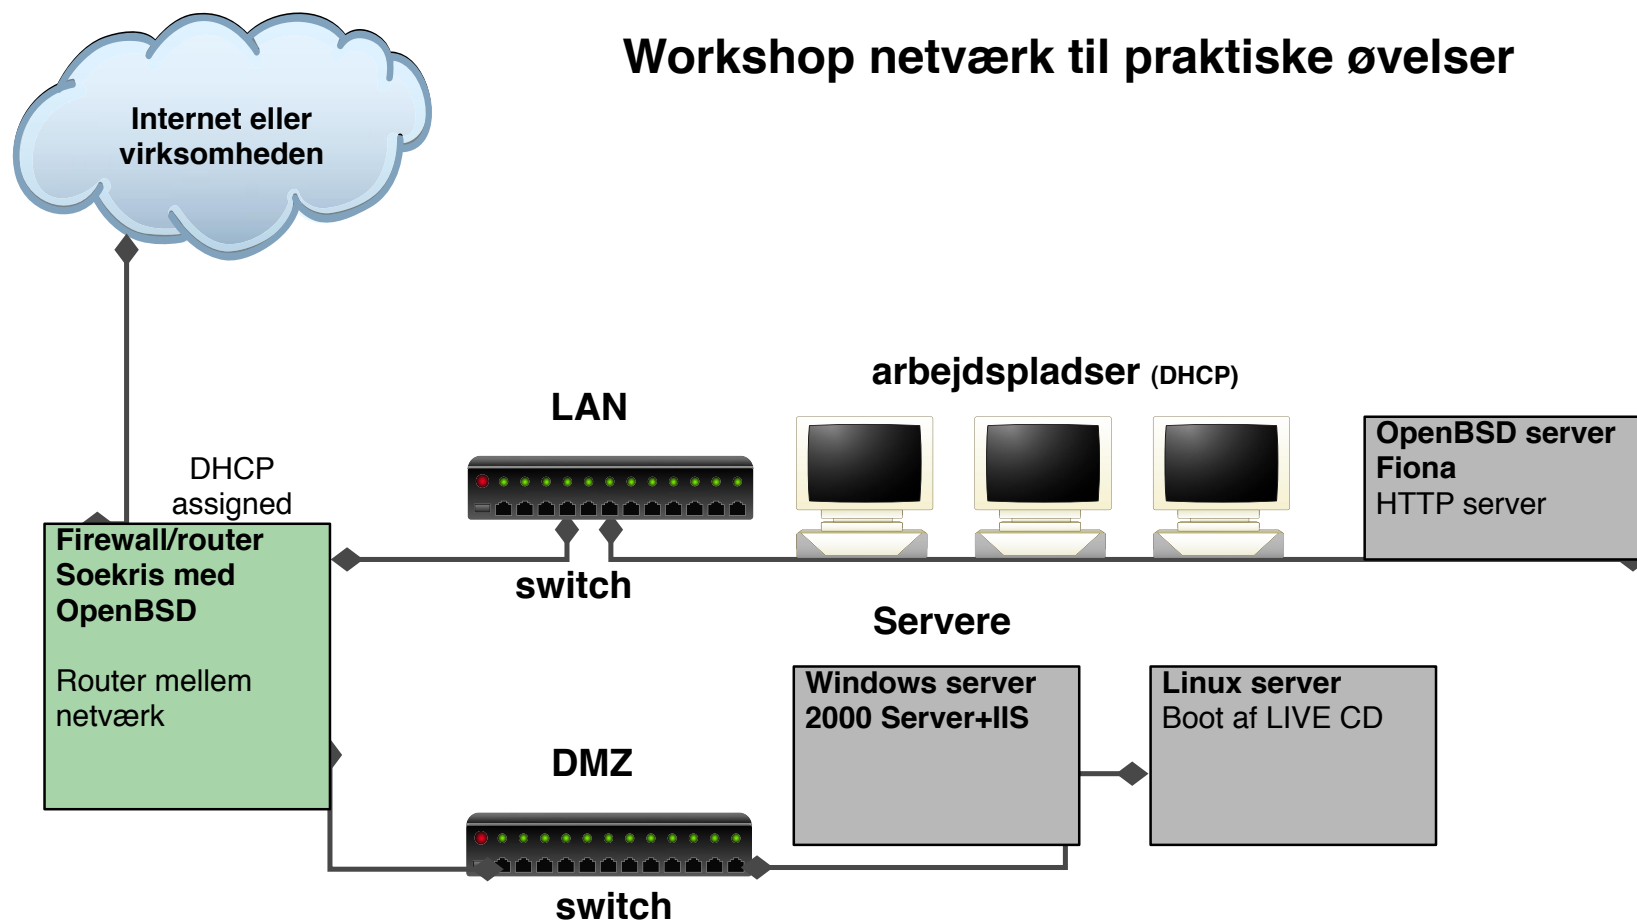 Workshop netværk til praktiske øvelser
Internet eller
virksomheden
arbejdspladser (DHCP)
LAN
OpenBSD server
Fiona
HTTP server
DHCP
assigned
Firewall/router
Soekris med
OpenBSD
Router mellem
netværk
switch
Servere
Windows server
2000 Server+IIS
Linux server
Boot af LIVE CD
DMZ
switch